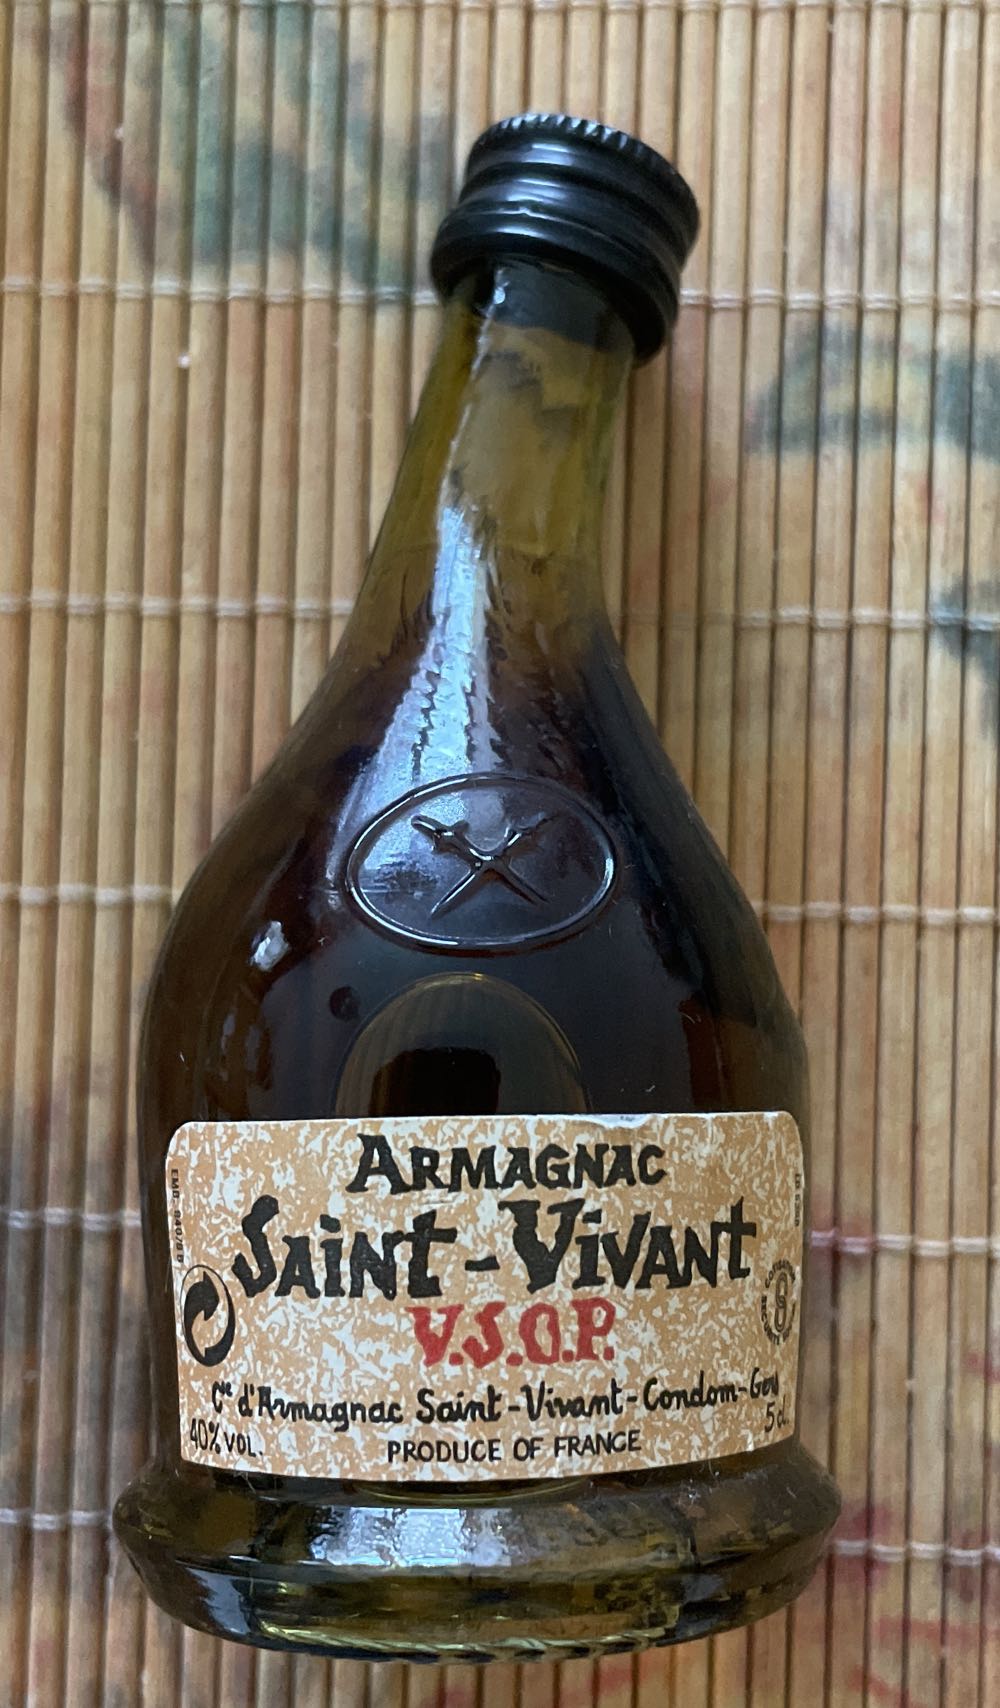 ARMAGNAC
SAINT-VIVANT
V.S.O.P.
Cie d'Armagnac Saint-Vivant-Condom-Gers
40% VOL.
5 cl.
PRODUCE OF FRANCE